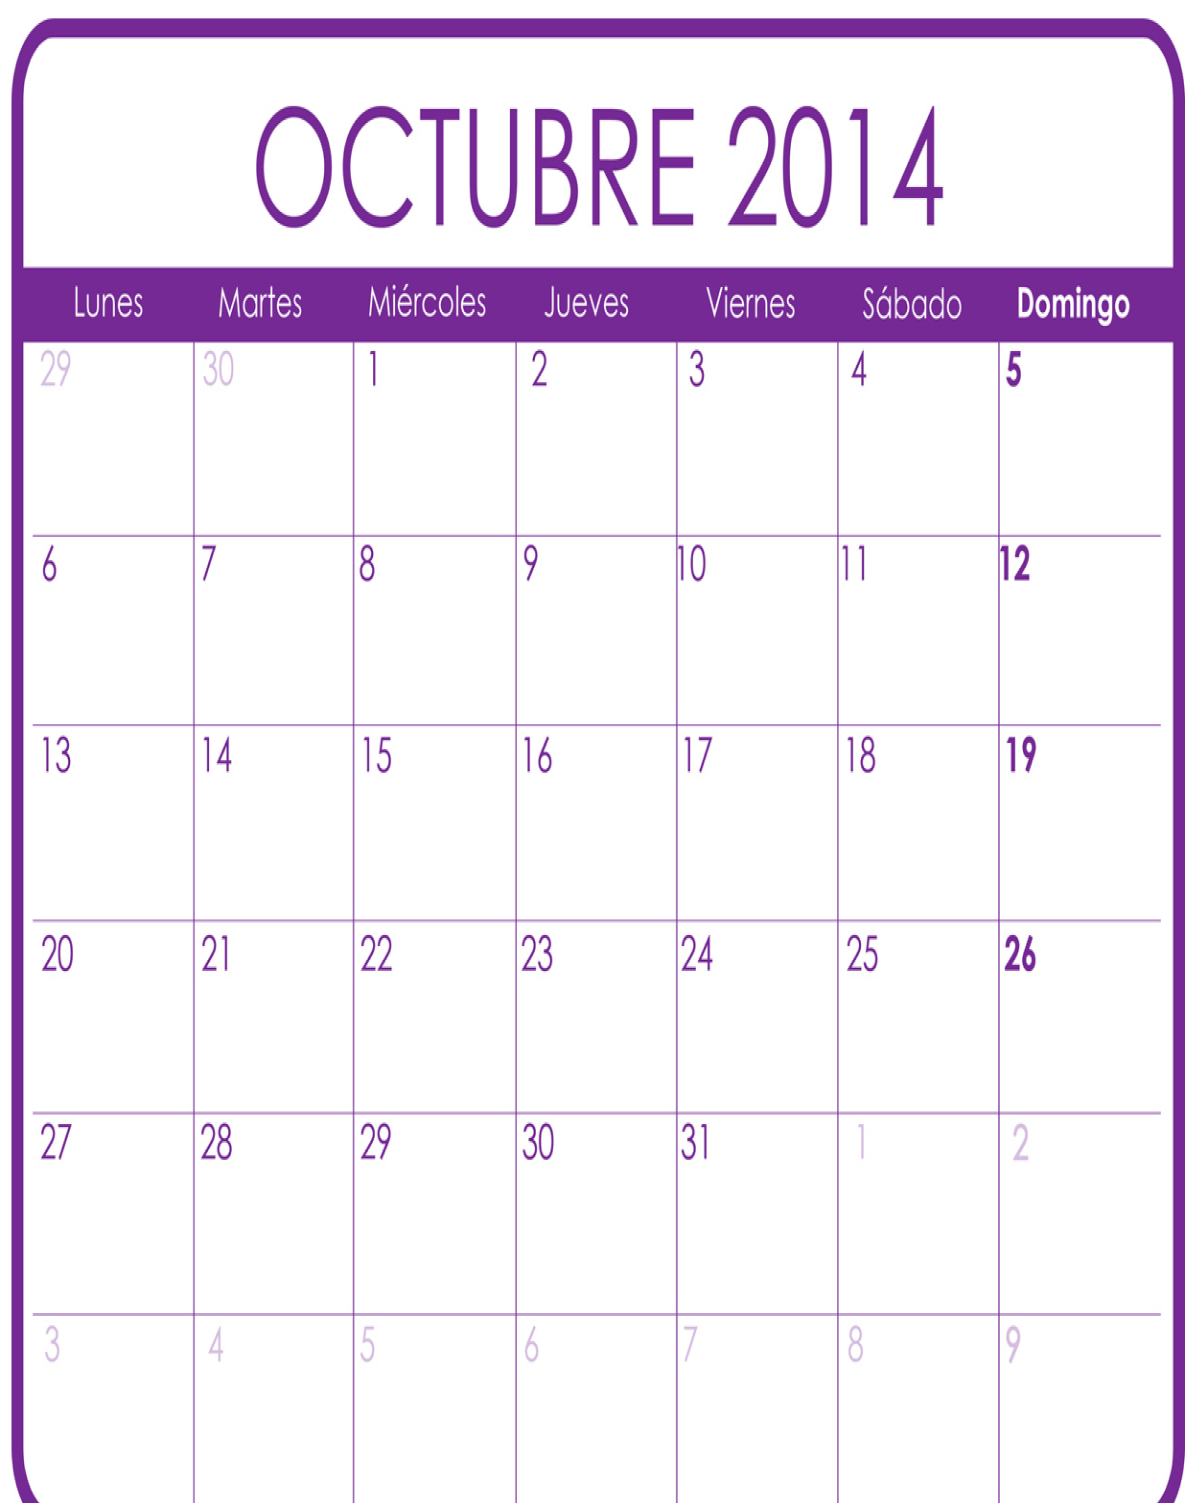 OCTUBRE 2014
Lunes Martes Miércoles Jueves Viernes Sábado Domingo
29 30 1 2 3 4 5
6 7 8 9 10 11 12
13 14 15 16 17 18 19
20 21 22 23 24 25 26
27 28 29 30 31 1 2
3 4 5 6 7 8 9